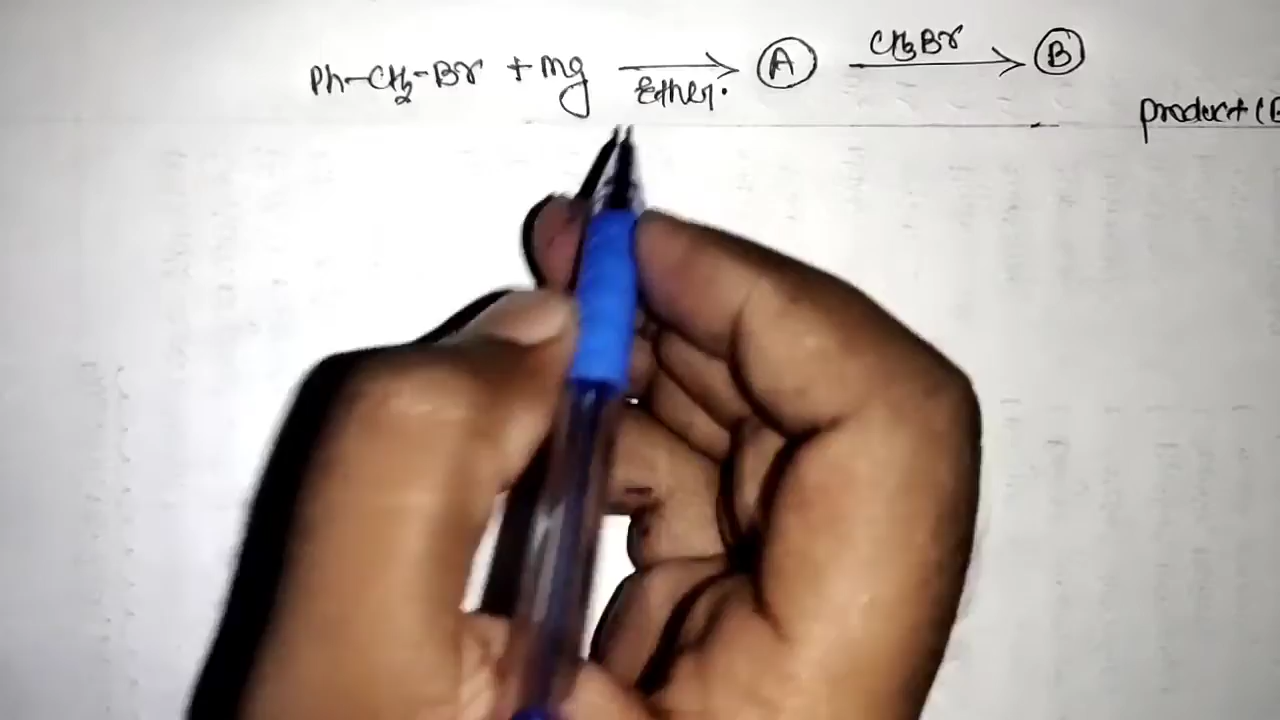 Ph-CH2-Br + Mg ⟶ Ⓐ CH3Br ⟶ Ⓑ
Ether.
product (B